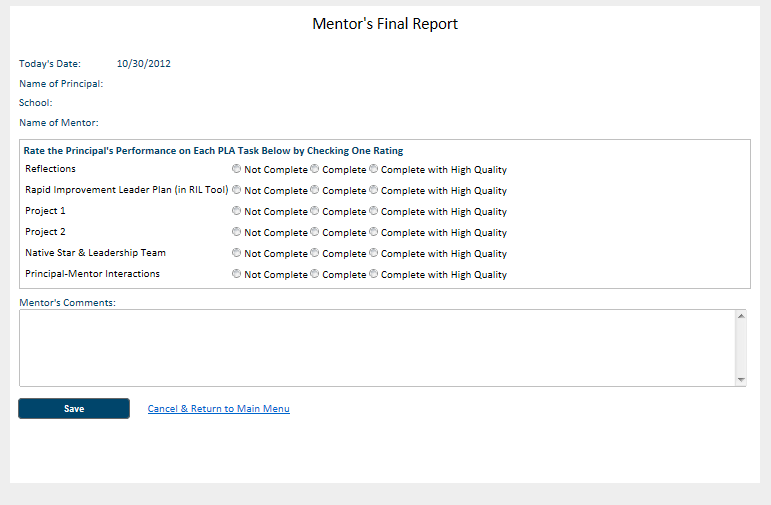 Mentor's Final Report
Today's Date: 10/30/2012
Name of Principal:
School:
Name of Mentor:
Rate the Principal's Performance on Each PLA Task Below by Checking One Rating
Reflections Not Complete Complete Complete with High Quality
Rapid Improvement Leader Plan (in RIL Tool) Not Complete Complete Complete with High Quality
Project 1 Not Complete Complete Complete with High Quality
Project 2 Not Complete Complete Complete with High Quality
Native Star & Leadership Team Not Complete Complete Complete with High Quality
Principal-Mentor Interactions Not Complete Complete Complete with High Quality
Mentor's Comments:
Save Cancel & Return to Main Menu